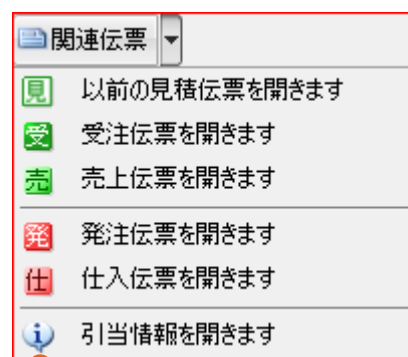 関連伝票
見 以前の見積伝票を開きます
受 受注伝票を開きます
売 売上伝票を開きます
発 発注伝票を開きます
仕 仕入伝票を開きます
i 引当情報を開きます